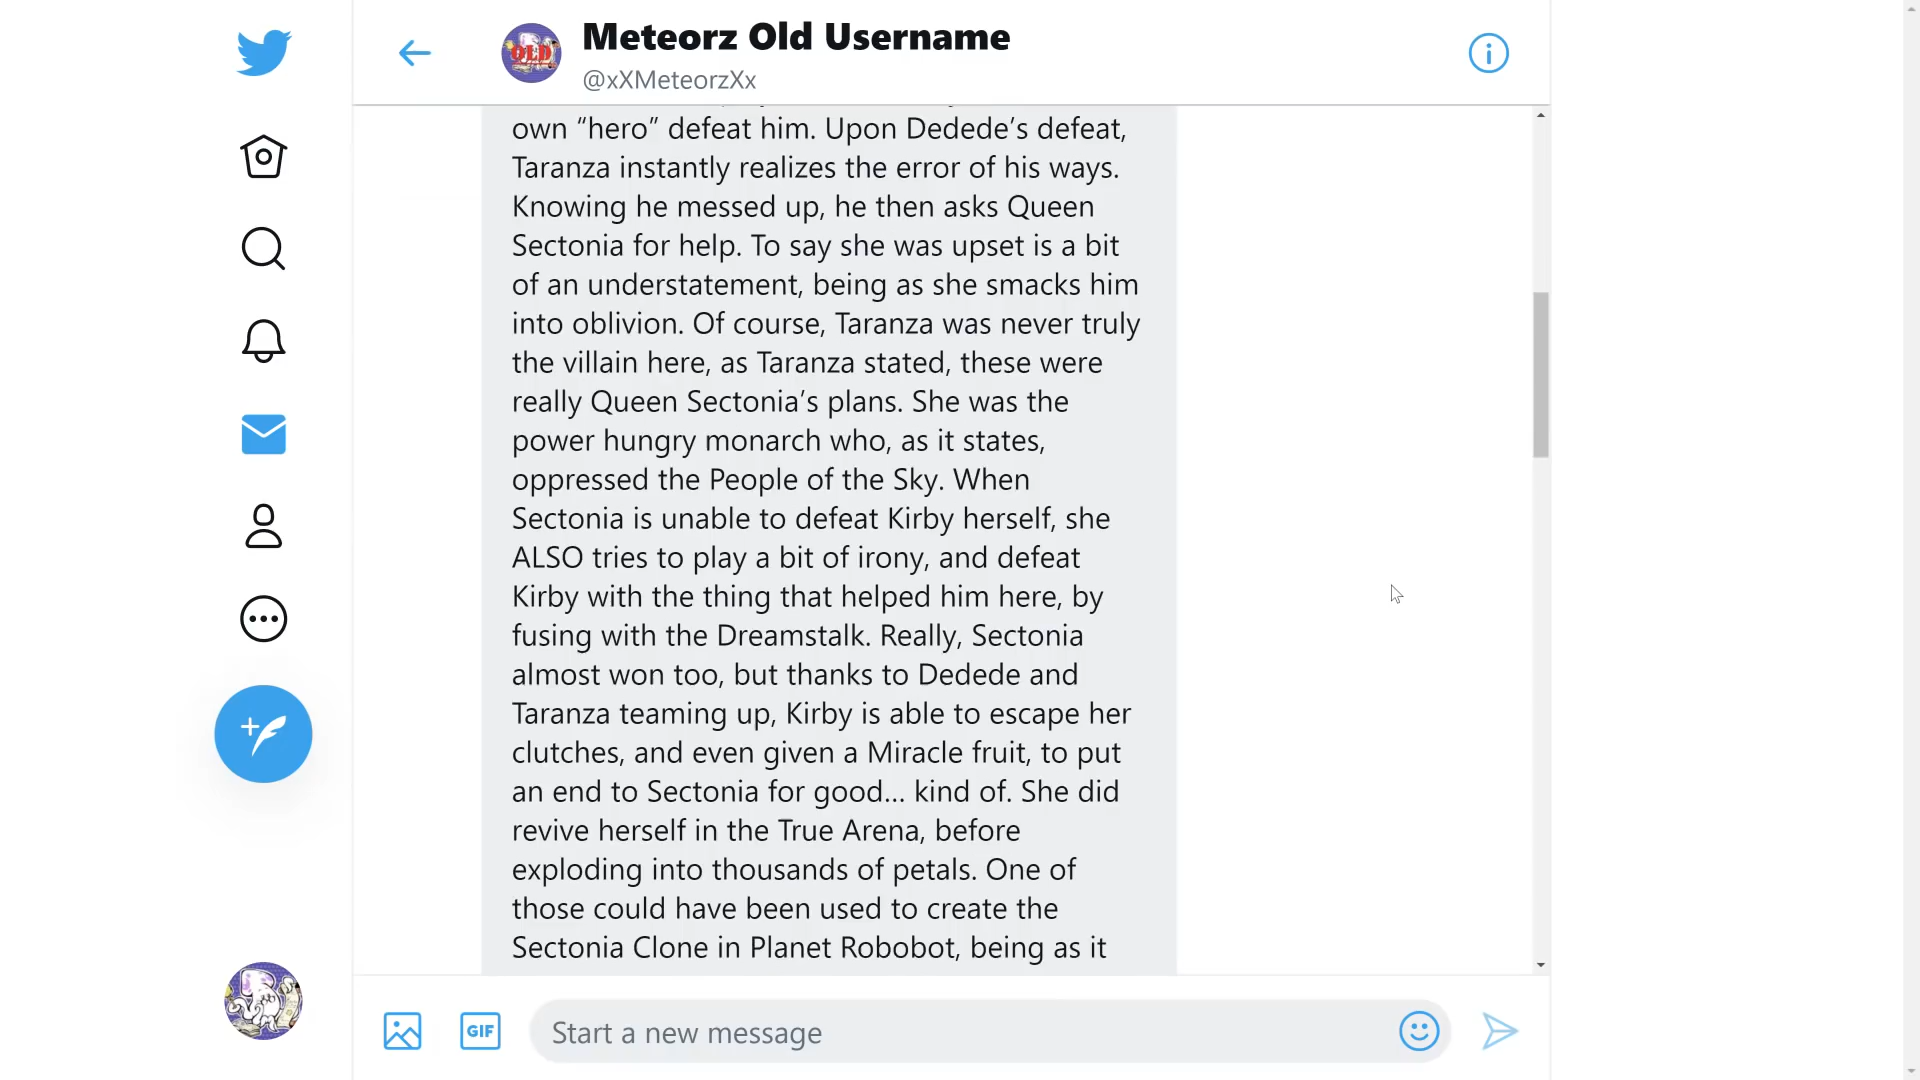 Meteorz Old Username
@xXMeteorzXx
OLD
own “hero” defeat him. Upon Dedede’s defeat,
Taranza instantly realizes the error of his ways.
Knowing he messed up, he then asks Queen
Sectonia for help. To say she was upset is a bit
of an understatement, being as she smacks him
into oblivion. Of course, Taranza was never truly
the villain here, as Taranza stated, these were
really Queen Sectonia’s plans. She was the
power hungry monarch who, as it states,
oppressed the People of the Sky. When
Sectonia is unable to defeat Kirby herself, she
ALSO tries to play a bit of irony, and defeat
Kirby with the thing that helped him here, by
fusing with the Dreamstalk. Really, Sectonia
almost won too, but thanks to Dedede and
Taranza teaming up, Kirby is able to escape her
clutches, and even given a Miracle fruit, to put
an end to Sectonia for good... kind of. She did
revive herself in the True Arena, before
exploding into thousands of petals. One of
those could have been used to create the
Sectonia Clone in Planet Robobot, being as it
GIF
Start a new message